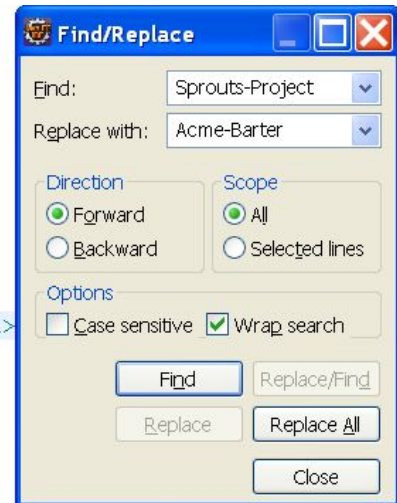 Find/Replace
Find: Sprouts-Project
Replace with: Acme-Barter
Direction Scope
Forward All
Backward Selected lines
Options
> Case sensitive Wrap search
Find Replace/Find
Replace Replace All
Close